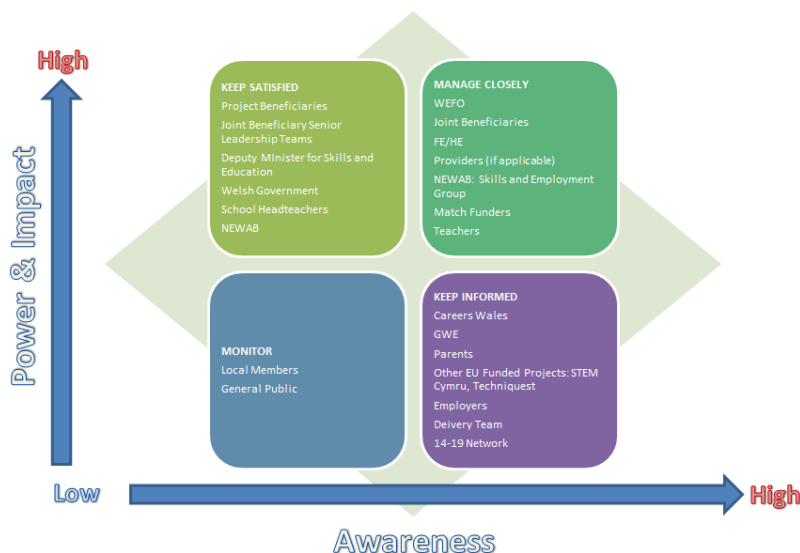 High
Power & Impact
KEEP SATISFIED
Project Beneficiaries
Joint Beneficiary Senior
Leadership Teams
Deputy MInister for Skills and
Education
Welsh Government
School Headteachers
NEWAB
MANAGE CLOSELY
WEFO
Joint Beneficiaries
FE/HE
Providers (if applicable)
NEWAB: Skills and Employment
Group
Match Funders
Teachers
MONITOR
Local Members
General Public
KEEP INFORMED
Careers Wales
GWE
Parents
Other EU Funded Projects: STEM
Cymru, Techniquest
Employers
Deivery Team
14-19 Network
Low
High
Awareness